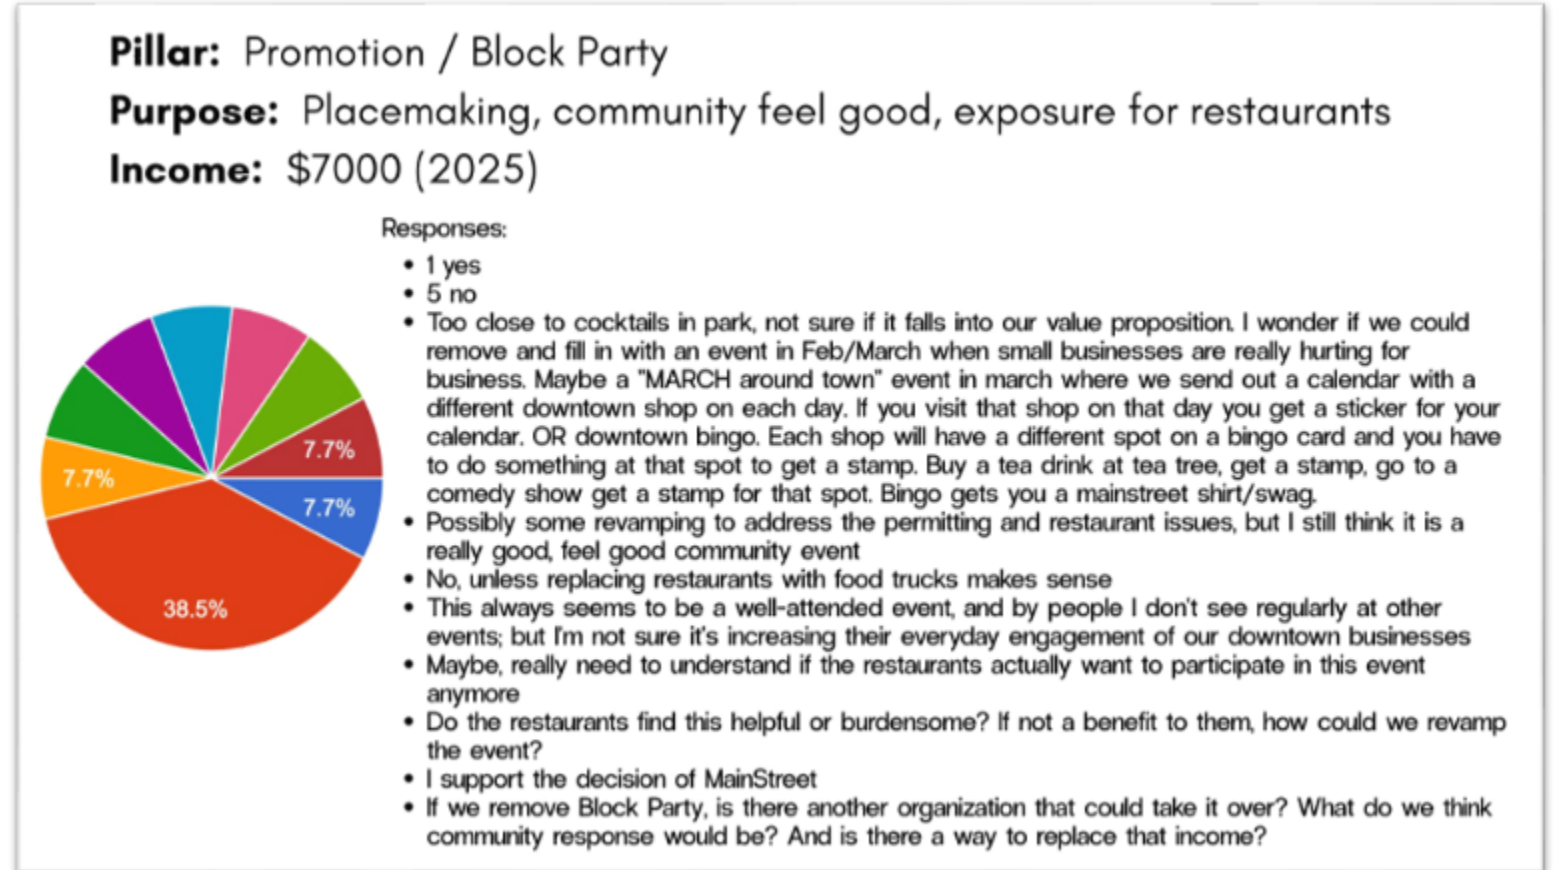 Pillar: Promotion / Block Party
Purpose: Placemaking, community feel good, exposure for restaurants
Income: $7000 (2025)
Responses:
• 1 yes
• 5 no
• Too close to cocktails in park, not sure if it falls into our value proposition. I wonder if we could
remove and fill in with an event in Feb/March when small businesses are really hurting for
business. Maybe a "MARCH around town" event in march where we send out a calendar with a
different downtown shop on each day. If you visit that shop on that day you get a sticker for your
calendar. OR downtown bingo. Each shop will have a different spot on a bingo card and you have
to do something at that spot to get a stamp. Buy a tea drink at tea tree, get a stamp, go to a
comedy show get a stamp for that spot. Bingo gets you a mainstreet shirt/swag.
• Possibly some revamping to address the permitting and restaurant issues, but I still think it is a
really good, feel good community event
• No, unless replacing restaurants with food trucks makes sense
• This always seems to be a well-attended event, and by people I don't see regularly at other
events; but I'm not sure it's increasing their everyday engagement of our downtown businesses
• Maybe, really need to understand if the restaurants actually want to participate in this event
anymore
• Do the restaurants find this helpful or burdensome? If not a benefit to them, how could we revamp
the event?
• I support the decision of MainStreet
• If we remove Block Party, is there another organization that could take it over? What do we think
community response would be? And is there a way to replace that income?
7.7%
7.7%
7.7%
38.5%